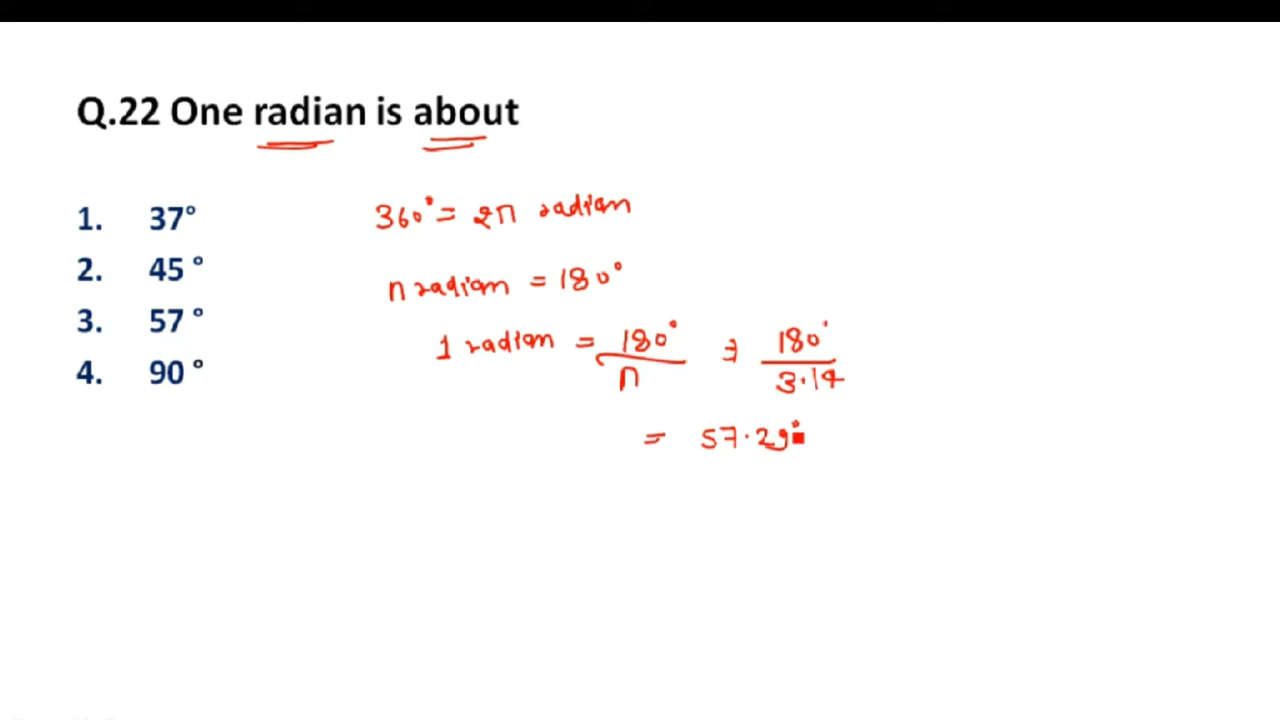 Q.22 One radian is about
1. 37°
2. 45 °
3. 57 °
4. 90 °
360° = 2π radian
π radian = 180°
1 radian = 180° / π ⇒ 180° / 3.14
= 57.29°